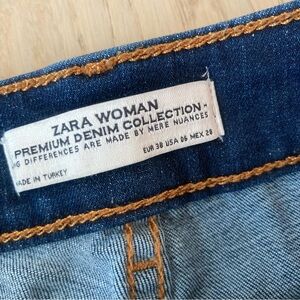 ZARA WOMAN
PREMIUM DENIM COLLECTION -
G DIFFERENCES ARE MADE BY MERE NUANCES
EUR 38 USA 06 MEX 28
MADE IN TURKEY